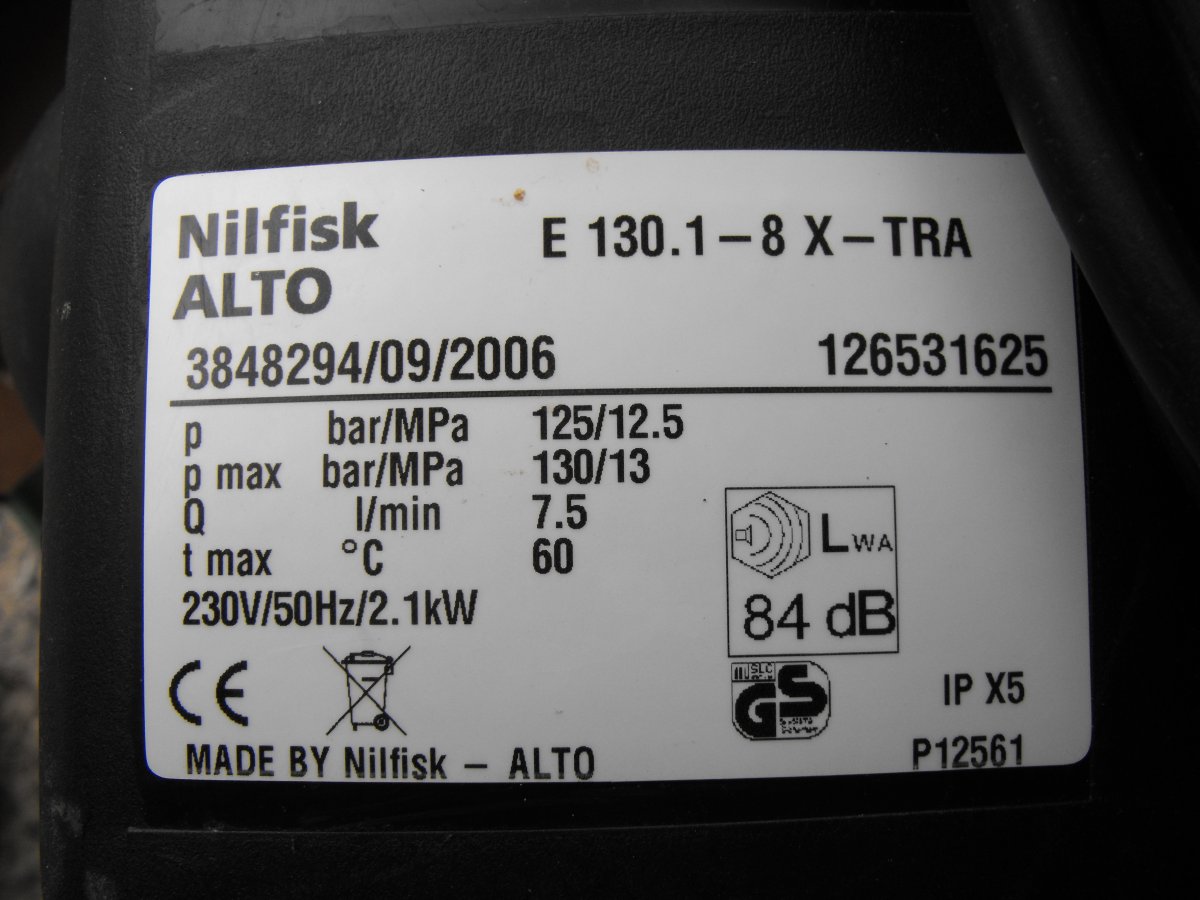 Nilfisk
ALTO
E 130.1–8 X–TRA
3848294/09/2006 126531625
p bar/MPa 125/12.5
p max bar/MPa 130/13
Q l/min 7.5
t max °C 60
230V/50Hz/2.1kW
LWA
84 dB
CE
SLC
GS
IP X5
MADE BY Nilfisk – ALTO
P12561